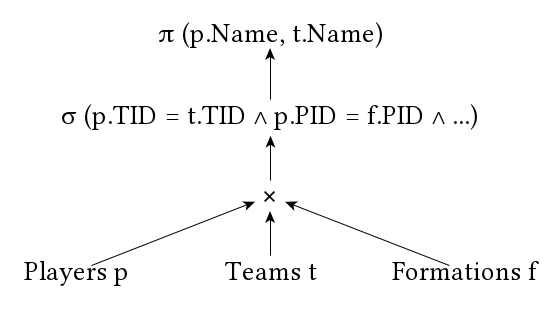 π (p.Name, t.Name)
σ (p.TID = t.TID ∧ p.PID = f.PID ∧ ...)
×
Players p Teams t Formations f